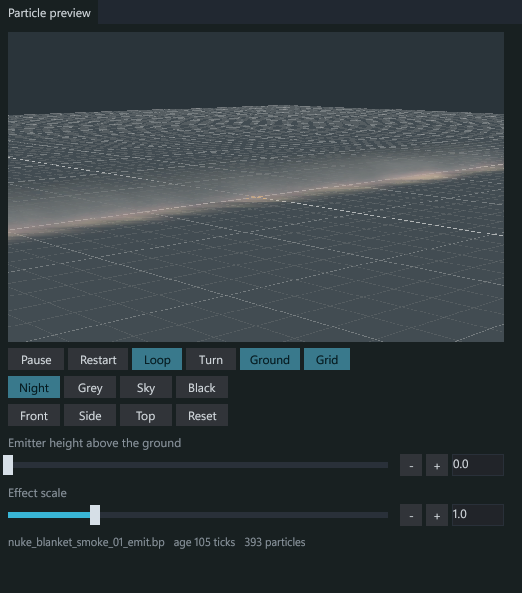 Particle preview
Pause Restart Loop Turn Ground Grid
Night Grey Sky Black
Front Side Top Reset
Emitter height above the ground
- + 0.0
Effect scale
- + 1.0
nuke_blanket_smoke_01_emit.bp age 105 ticks 393 particles